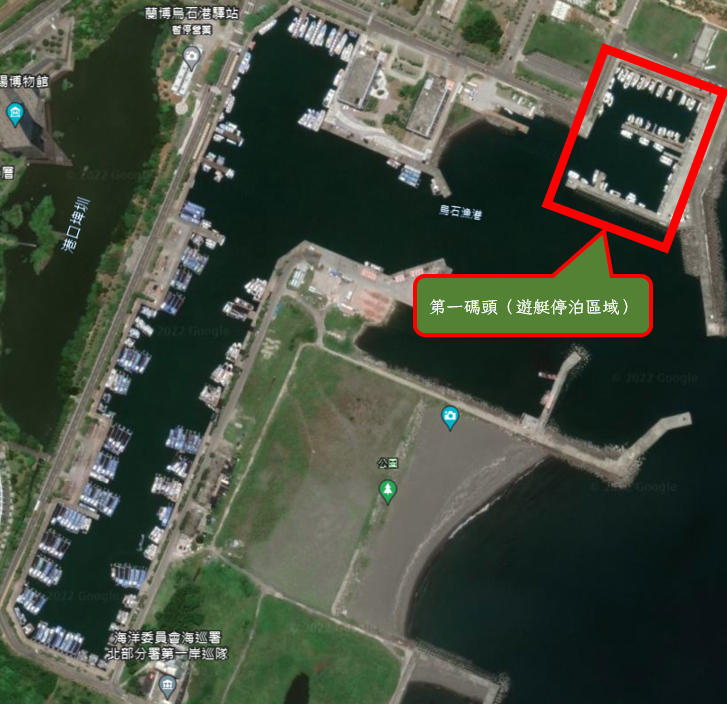 蘭博烏石港驛站
暫停營業
陽博物館
層
© 2022 Google
港口埤圳
烏石漁港
第一碼頭（遊艇停泊區域）
2022 Google
© 2022 Google
公園
© 2022 Google
2022 Google
海洋委員會海巡署
北部分署第一岸巡隊